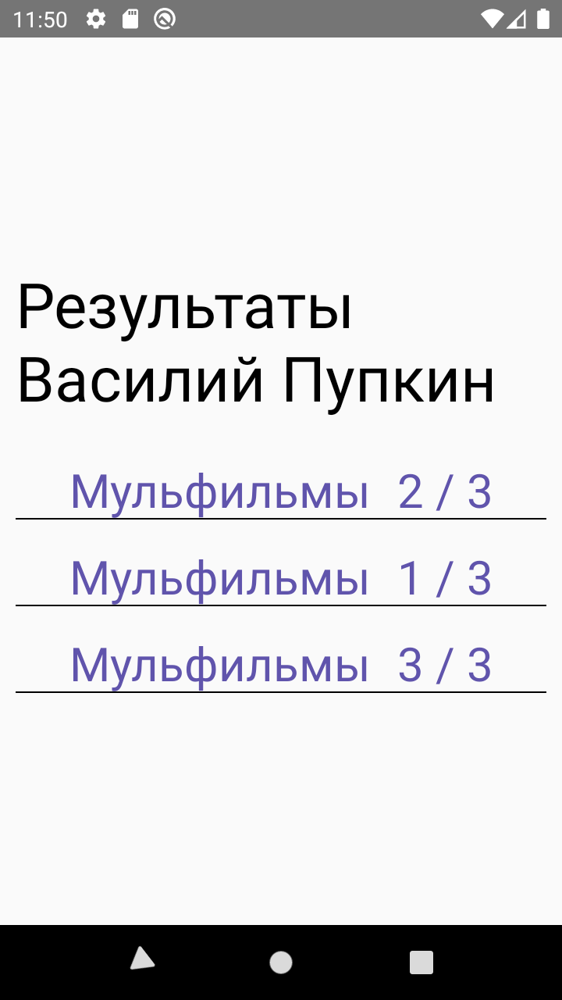 11:50
Результаты
Василий Пупкин
Мульфильмы 2 / 3
Мульфильмы 1 / 3
Мульфильмы 3 / 3